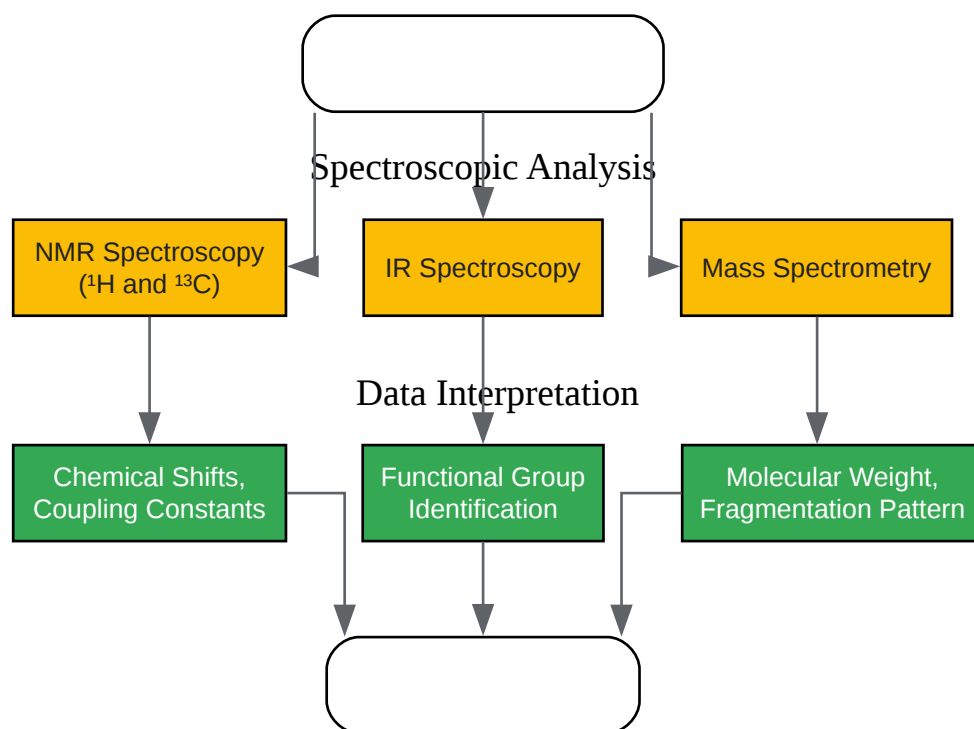 Spectroscopic Analysis
NMR Spectroscopy
(¹H and ¹³C)
IR Spectroscopy
Mass Spectrometry
Data Interpretation
Chemical Shifts,
Coupling Constants
Functional Group
Identification
Molecular Weight,
Fragmentation Pattern